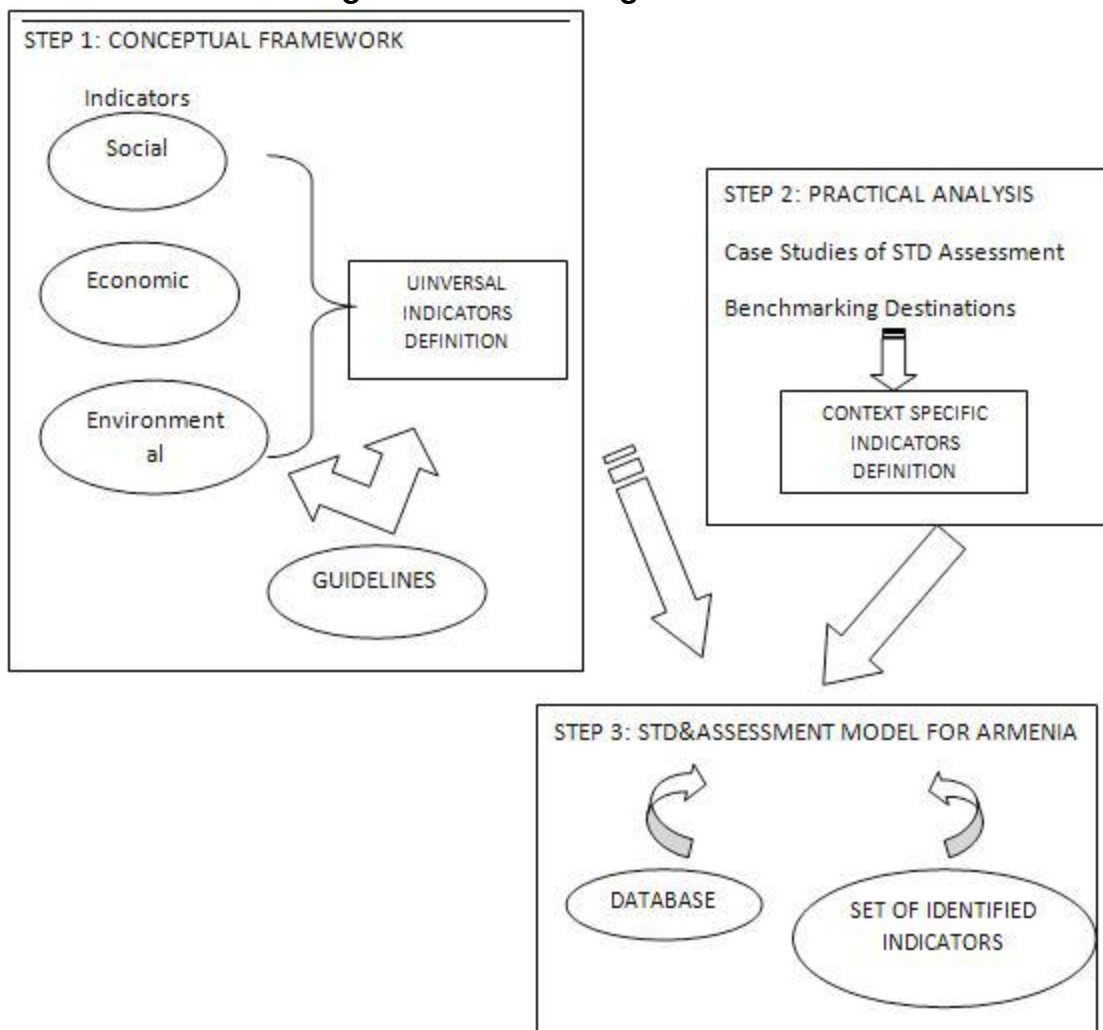 STEP 1: CONCEPTUAL FRAMEWORK
Indicators
Social
Economic
Environment
al
UINVERSAL
INDICATORS
DEFINITION
GUIDELINES
STEP 2: PRACTICAL ANALYSIS
Case Studies of STD Assessment
Benchmarking Destinations
CONTEXT SPECIFIC
INDICATORS
DEFINITION
STEP 3: STD&ASSESSMENT MODEL FOR ARMENIA
DATABASE
SET OF IDENTIFIED
INDICATORS